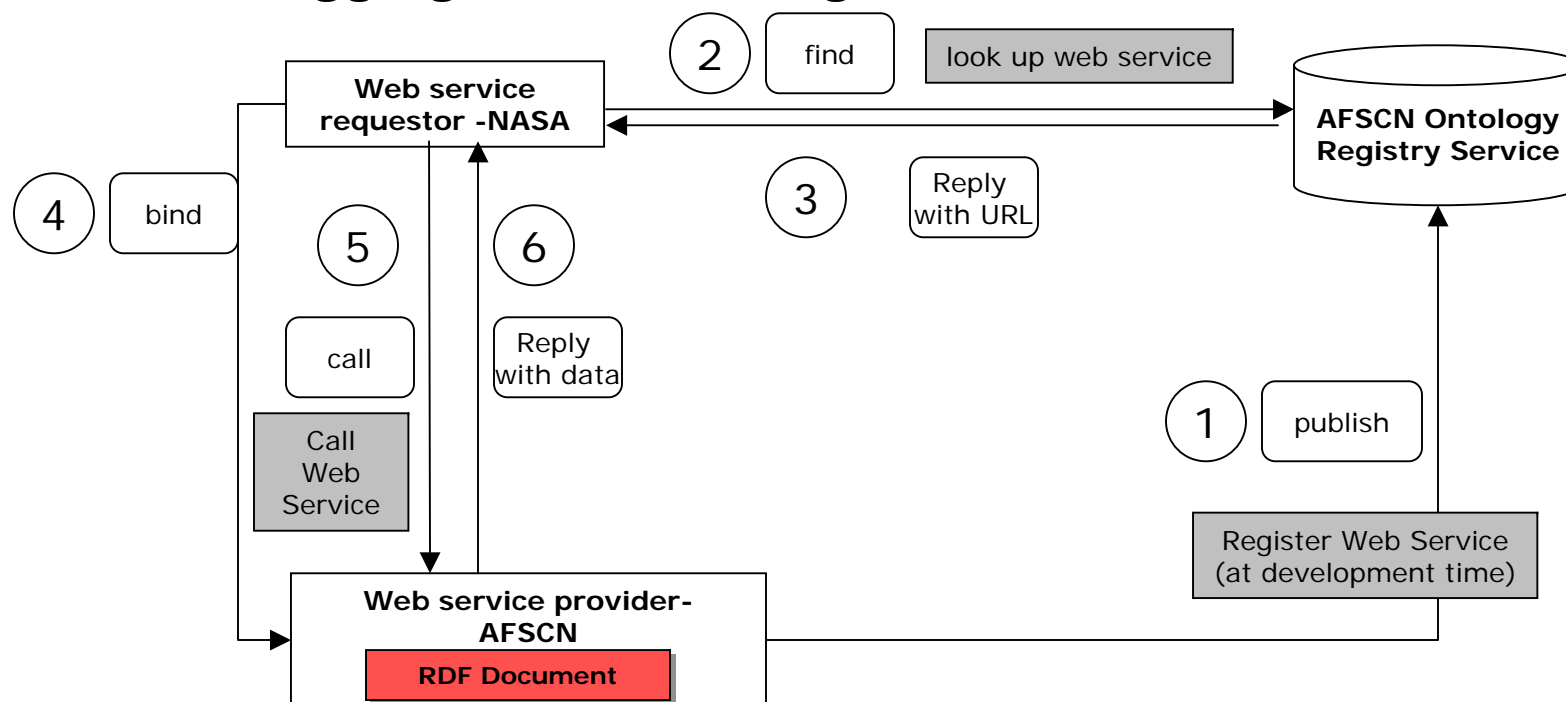 2
find
look up web service
Web service
requestor -NASA
AFSCN Ontology
Registry Service
3
Reply
with URL
4
bind
5
6
call
Reply
with data
Call
Web
Service
1
publish
Register Web Service
(at development time)
Web service provider-
AFSCN
RDF Document